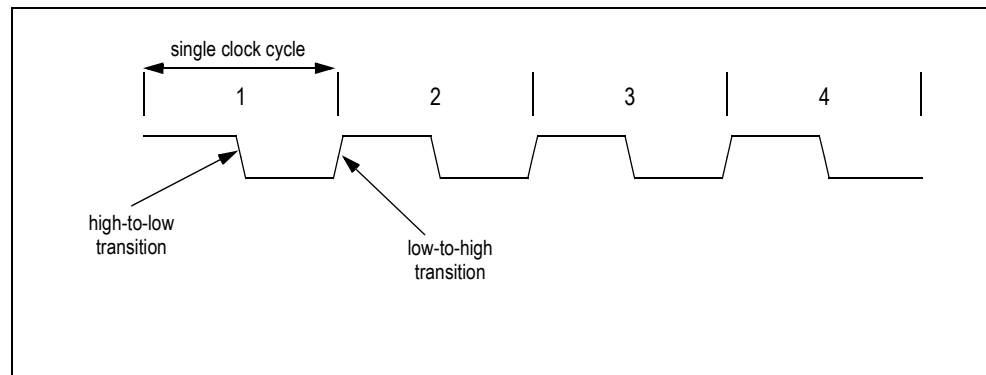 single clock cycle
1 2 3 4
high-to-low
transition
low-to-high
transition